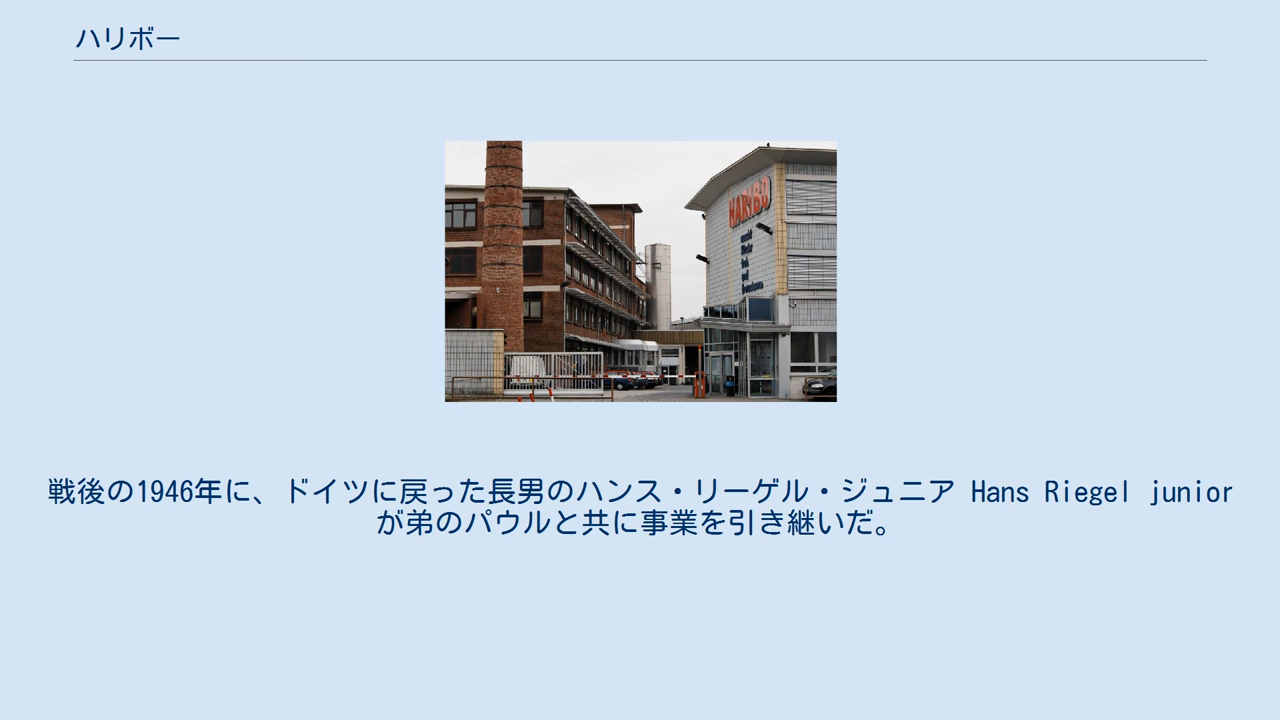 ハリボー
HARIBO
戦後の1946年に、ドイツに戻った長男のハンス・リーゲル・ジュニア Hans Riegel junior
が弟のパウルと共に事業を引き継いだ。